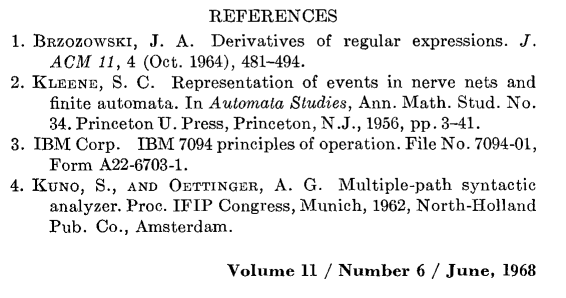 REFERENCES
1. BRZOZOWSKI, J. A. Derivatives of regular expressions. J.
ACM 11, 4 (Oct. 1964), 481–494.
2. KLEENE, S. C. Representation of events in nerve nets and
finite automata. In Automata Studies, Ann. Math. Stud. No.
34. Princeton U. Press, Princeton, N.J., 1956, pp. 3–41.
3. IBM Corp. IBM 7094 principles of operation. File No. 7094-01,
Form A22-6703-1.
4. KUNO, S., AND OETTINGER, A. G. Multiple-path syntactic
analyzer. Proc. IFIP Congress, Munich, 1962, North-Holland
Pub. Co., Amsterdam.
Volume 11 / Number 6 / June, 1968